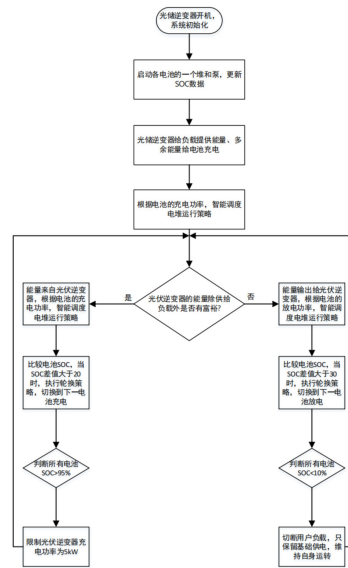 光储逆变器开机，
系统初始化
启动各电池的一个堆和泵，更新
SOC数据
光储逆变器给负载提供能量、多
余能量给电池充电
根据电池的充电功率，智能调度
电堆运行策略
光伏逆变器的能量除供给
负载外是否有富裕?
是
否
能量来自光伏逆变
器，根据电池的
充电功率，智能调度
电堆运行策略
能量输出给光伏逆
变器，根据电池的
放电功率，智能调
度电堆运行策略
比较电池SOC，当
SOC差值大于20
时，执行轮换策
略，切换到下一电
池充电
比较电池SOC，当
SOC差值大于30
时，执行轮换策
略，切换到下一电
池放电
判断所有电池
SOC>95%
判断所有电池
SOC<10%
限制光伏逆变器充
电功率为5kW
切断用户负载，只
保留基础供电，维
持自身运转